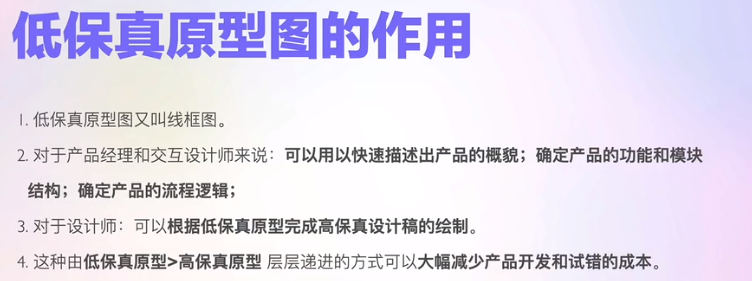 低保真原型图的作用
1. 低保真原型图又叫线框图。
2. 对于产品经理和交互设计师来说：可以用以快速描述出产品的概貌；确定产品的功能和模块
结构；确定产品的流程逻辑；
3. 对于设计师：可以根据低保真原型完成高保真设计稿的绘制。
4. 这种由低保真原型>高保真原型 层层递进的方式可以大幅减少产品开发和试错的成本。